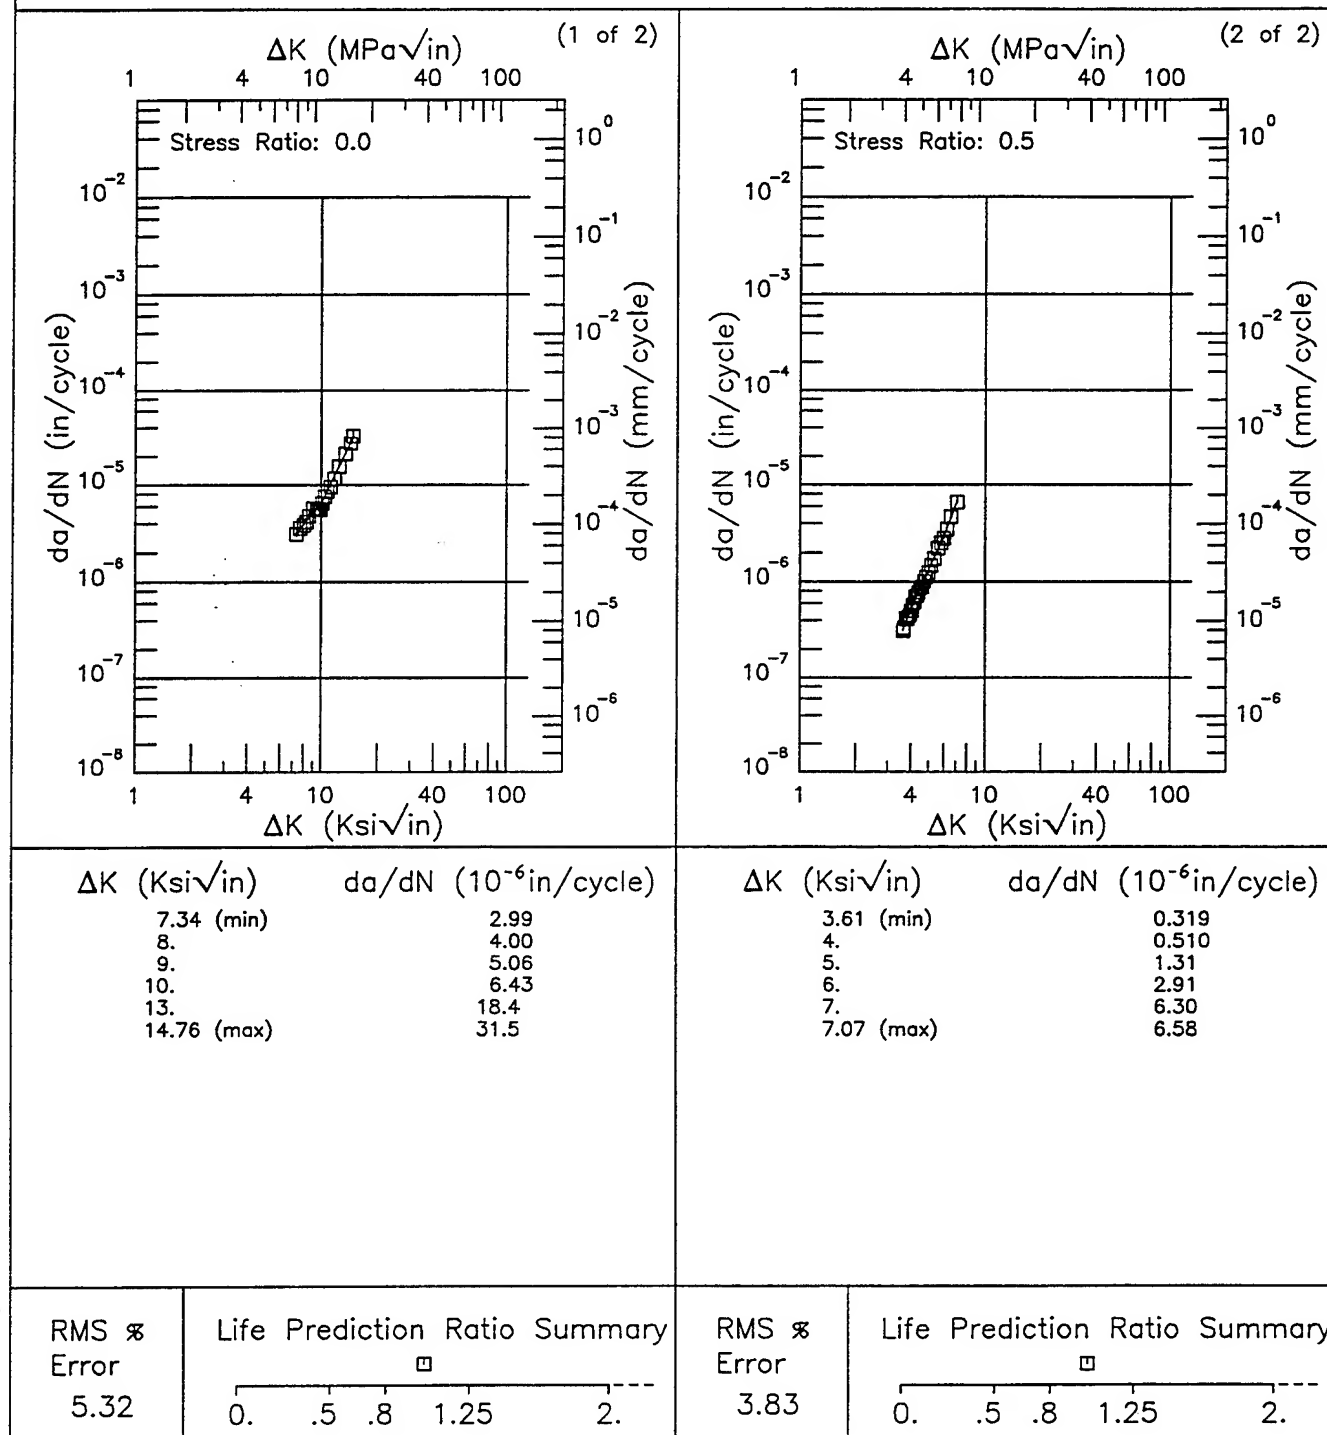 (1 of 2)
ΔK (MPa√in)
1 4 10 40 100
Stress Ratio: 0.0
da/dN (in/cycle)
10⁻²
10⁻³
10⁻⁴
10⁻⁵
10⁻⁶
10⁻⁷
10⁻⁸
da/dN (mm/cycle)
10⁰
10⁻¹
10⁻²
10⁻³
10⁻⁴
10⁻⁵
10⁻⁶
1 4 10 40 100
ΔK (Ksi√in)
(2 of 2)
ΔK (MPa√in)
1 4 10 40 100
Stress Ratio: 0.5
da/dN (in/cycle)
10⁻²
10⁻³
10⁻⁴
10⁻⁵
10⁻⁶
10⁻⁷
10⁻⁸
da/dN (mm/cycle)
10⁰
10⁻¹
10⁻²
10⁻³
10⁻⁴
10⁻⁵
10⁻⁶
1 4 10 40 100
ΔK (Ksi√in)
ΔK (Ksi√in) da/dN (10⁻⁶in/cycle)
7.34 (min) 2.99
8. 4.00
9. 5.06
10. 6.43
13. 18.4
14.76 (max) 31.5
ΔK (Ksi√in) da/dN (10⁻⁶in/cycle)
3.61 (min) 0.319
4. 0.510
5. 1.31
6. 2.91
7. 6.30
7.07 (max) 6.58
RMS %
Error
5.32
Life Prediction Ratio Summary
0. .5 .8 1.25 2.
RMS %
Error
3.83
Life Prediction Ratio Summary
0. .5 .8 1.25 2.